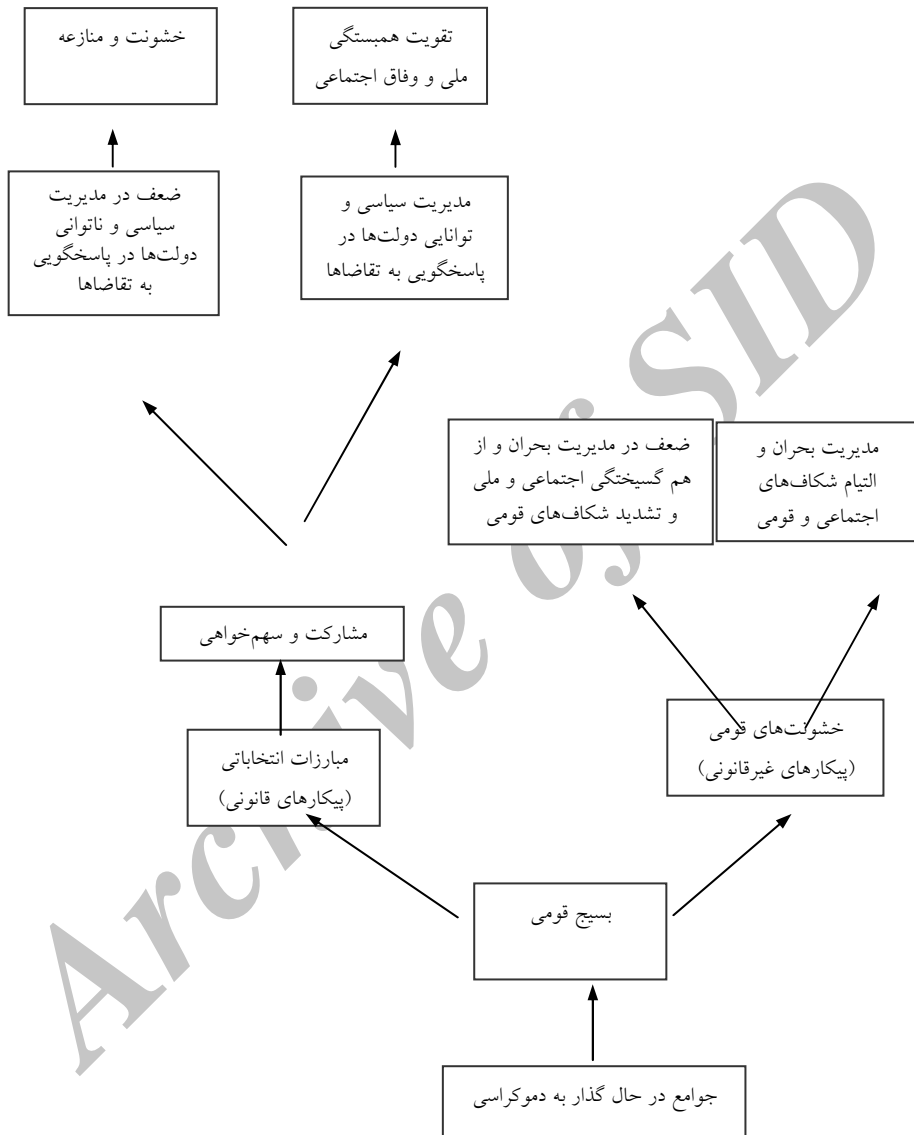 خشونت و منازعه
تقویت همبستگی
ملی و وفاق اجتماعی
ضعف در مدیریت
سیاسی و ناتوانی
دولت‌ها در پاسخگویی
به تقاضاها
مدیریت سیاسی و
توانایی دولت‌ها در
پاسخگویی به تقاضاها
مدیریت بحران و
التیام شکاف‌های
اجتماعی و قومی
ضعف در مدیریت بحران و از
هم گسیختگی اجتماعی و ملی
و تشدید شکاف‌های قومی
مشارکت و سهم‌خواهی
خشونت‌های قومی
(پیکارهای غیرقانونی)
مبارزات انتخاباتی
(پیکارهای قانونی)
بسیج قومی
جوامع در حال گذار به دموکراسی
Archive of SID